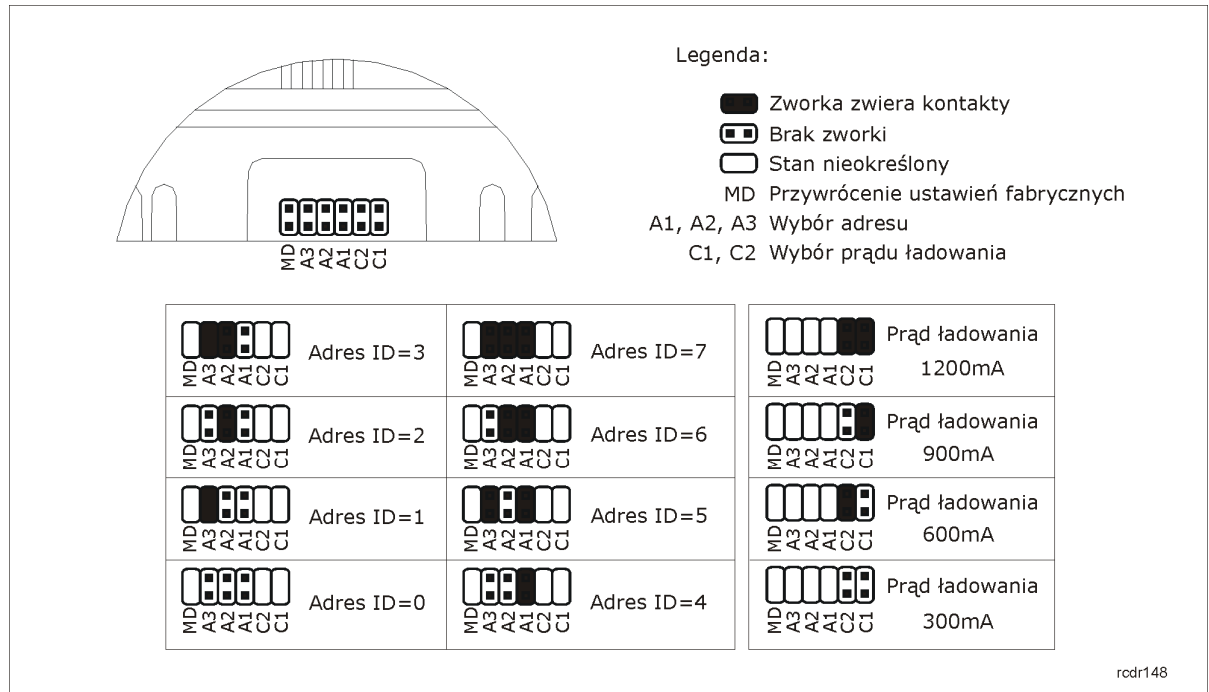 Legenda:
Zworka zwiera kontakty
Brak zworki
Stan nieokreślony
MD Przywrócenie ustawień fabrycznych
A1, A2, A3 Wybór adresu
C1, C2 Wybór prądu ładowania
MD A3 A2 A1 C2 C1
MD A3 A2 A1 C2 C1 Adres ID=3
MD A3 A2 A1 C2 C1 Adres ID=7
MD A3 A2 A1 C2 C1 Prąd ładowania
1200mA
MD A3 A2 A1 C2 C1 Adres ID=2
MD A3 A2 A1 C2 C1 Adres ID=6
MD A3 A2 A1 C2 C1 Prąd ładowania
900mA
MD A3 A2 A1 C2 C1 Adres ID=1
MD A3 A2 A1 C2 C1 Adres ID=5
MD A3 A2 A1 C2 C1 Prąd ładowania
600mA
MD A3 A2 A1 C2 C1 Adres ID=0
MD A3 A2 A1 C2 C1 Adres ID=4
MD A3 A2 A1 C2 C1 Prąd ładowania
300mA
rcdr148